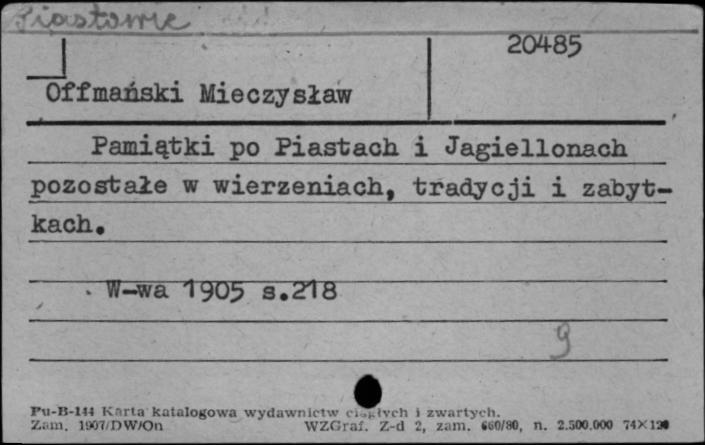 Piastowie
20485
Offmański Mieczysław
Pamiątki po Piastach i Jagiellonach
pozostałe w wierzeniach, tradycji i zabyt-
kach.
W-wa 1905 s.218
9
Pu-B-144 Karta katalogowa wydawnictw ciągłych i zwartych.
Zam. 1907/DW/On WZGraf. Z-d 2, zam. 660/80, n. 2.500.000 74×120